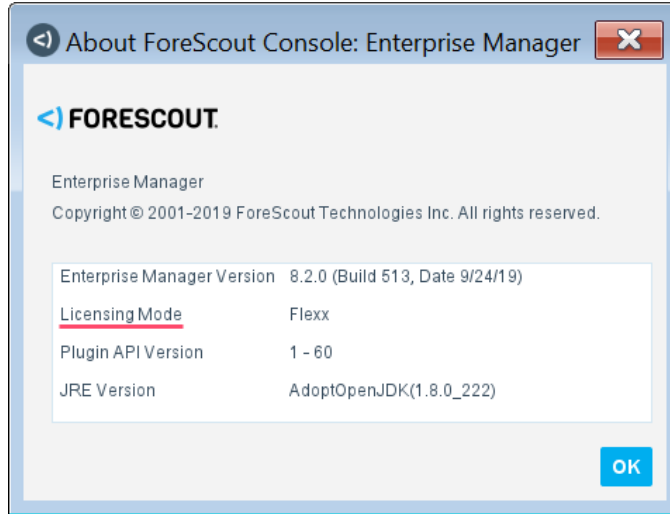 About ForeScout Console: Enterprise Manager
<) FORESCOUT.
Enterprise Manager
Copyright © 2001-2019 ForeScout Technologies Inc. All rights reserved.
Enterprise Manager Version 8.2.0 (Build 513, Date 9/24/19)
Licensing Mode Flexx
Plugin API Version 1 - 60
JRE Version AdoptOpenJDK(1.8.0_222)
OK